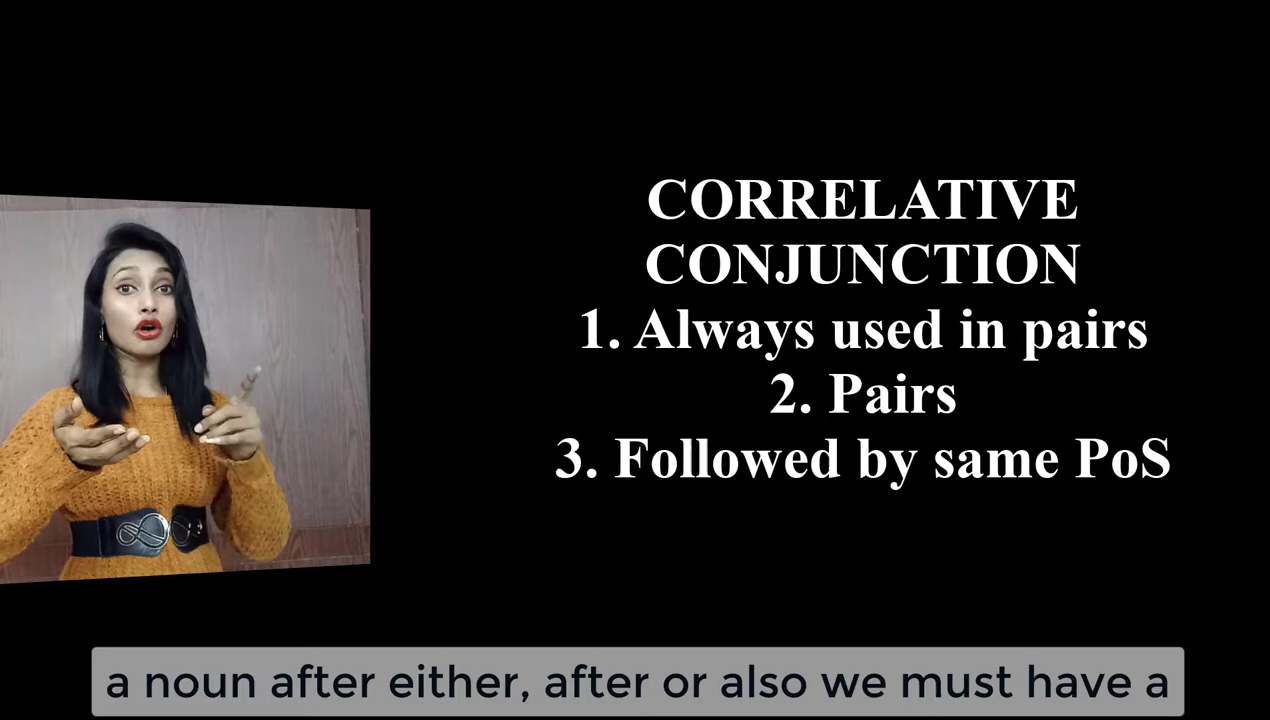 CORRELATIVE
CONJUNCTION
1. Always used in pairs
2. Pairs
3. Followed by same PoS
a noun after either, after or also we must have a